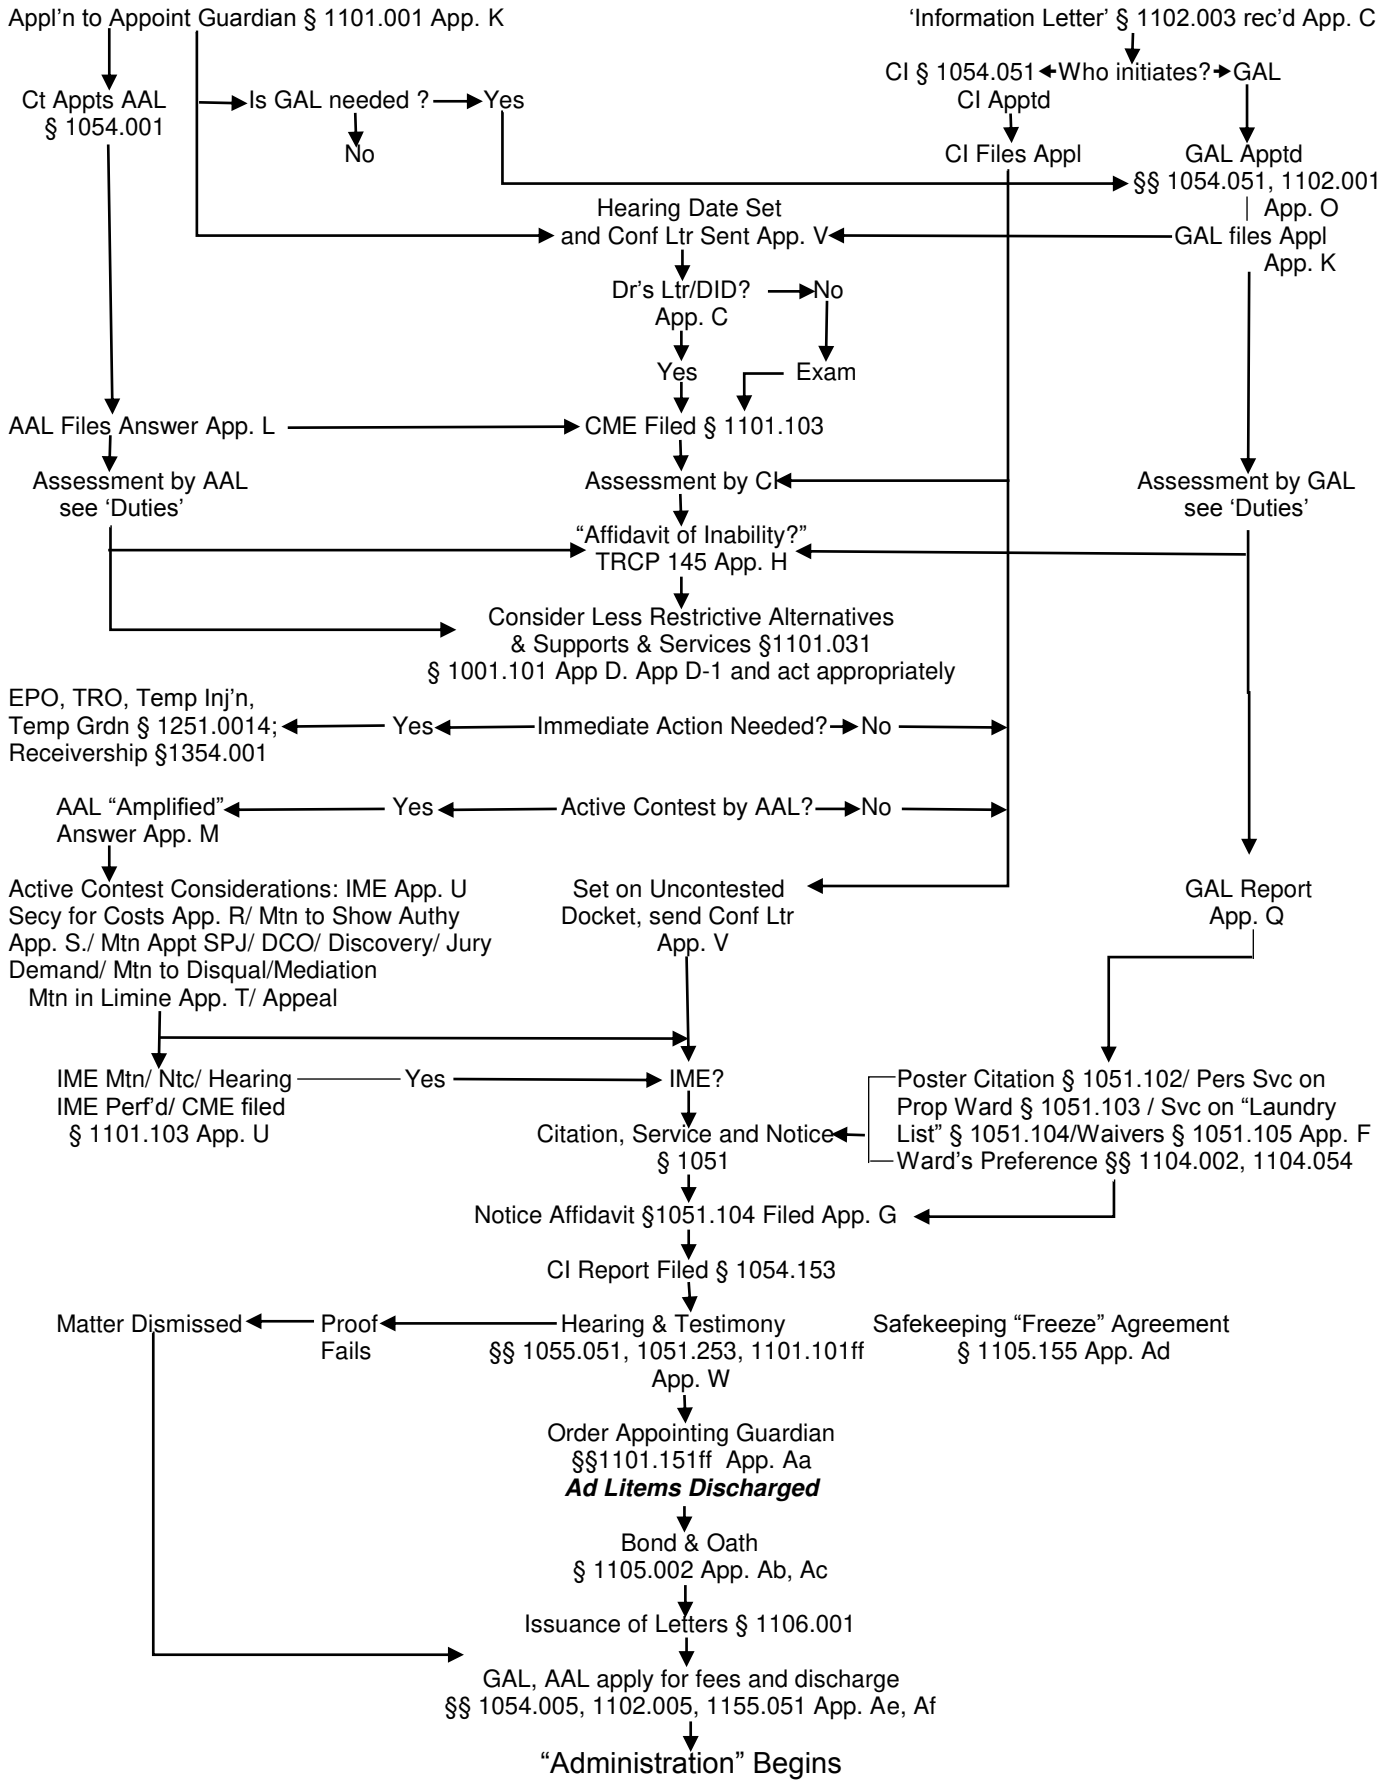 Appl’n to Appoint Guardian § 1101.001 App. K
‘Information Letter’ § 1102.003 rec’d App. C
CI § 1054.051 Who initiates? GAL
CI Apptd
Ct Appts AAL
§ 1054.001
Is GAL needed ? Yes
No
CI Files Appl
GAL Apptd
§§ 1054.051, 1102.001
App. O
Hearing Date Set
and Conf Ltr Sent App. V
GAL files Appl
App. K
Dr’s Ltr/DID? No
App. C
Yes
Exam
AAL Files Answer App. L
CME Filed § 1101.103
Assessment by AAL
see ‘Duties’
Assessment by CI
Assessment by GAL
see ‘Duties’
“Affidavit of Inability?”
TRCP 145 App. H
Consider Less Restrictive Alternatives
& Supports & Services §1101.031
§ 1001.101 App D. App D-1 and act appropriately
EPO, TRO, Temp Inj’n,
Temp Grdn § 1251.0014;
Receivership §1354.001
Yes Immediate Action Needed? No
AAL “Amplified”
Answer App. M
Yes Active Contest by AAL? No
Active Contest Considerations: IME App. U
Secy for Costs App. R/ Mtn to Show Authy
App. S./ Mtn Appt SPJ/ DCO/ Discovery/ Jury
Demand/ Mtn to Disqual/Mediation
Mtn in Limine App. T/ Appeal
Set on Uncontested
Docket, send Conf Ltr
App. V
GAL Report
App. Q
IME Mtn/ Ntc/ Hearing
IME Perf’d/ CME filed
§ 1101.103 App. U
Yes
IME?
Poster Citation § 1051.102/ Pers Svc on
Prop Ward § 1051.103 / Svc on “Laundry
List” § 1051.104/Waivers § 1051.105 App. F
Ward’s Preference §§ 1104.002, 1104.054
Citation, Service and Notice
§ 1051
Notice Affidavit §1051.104 Filed App. G
CI Report Filed § 1054.153
Matter Dismissed
Proof
Fails
Hearing & Testimony
§§ 1055.051, 1051.253, 1101.101ff
App. W
Safekeeping “Freeze” Agreement
§ 1105.155 App. Ad
Order Appointing Guardian
§§1101.151ff App. Aa
Ad Litems Discharged
Bond & Oath
§ 1105.002 App. Ab, Ac
Issuance of Letters § 1106.001
GAL, AAL apply for fees and discharge
§§ 1054.005, 1102.005, 1155.051 App. Ae, Af
“Administration” Begins